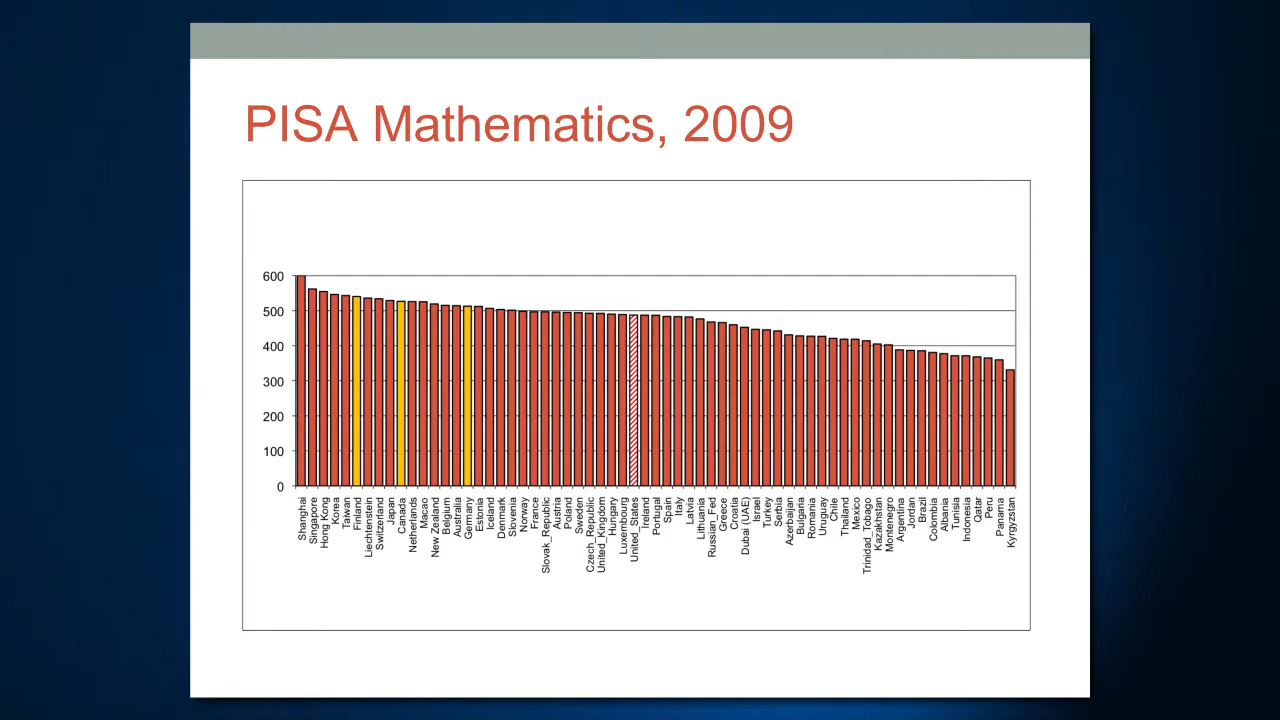 PISA Mathematics, 2009
600
500
400
300
200
100
0
Shanghai
Singapore
Hong Kong
Korea
Taiwan
Finland
Liechtenstein
Switzerland
Japan
Canada
Netherlands
Macao
New Zealand
Belgium
Australia
Germany
Estonia
Iceland
Denmark
Slovenia
Norway
France
Slovak_Republic
Austria
Poland
Sweden
Czech_Republic
United_Kingdom
Hungary
Luxembourg
United_States
Ireland
Portugal
Spain
Italy
Latvia
Lithuania
Russian_Fed
Greece
Croatia
Dubai (UAE)
Israel
Turkey
Serbia
Azerbaijan
Bulgaria
Romania
Uruguay
Chile
Thailand
Mexico
Trinidad_Tobago
Kazakhstan
Montenegro
Argentina
Jordan
Brazil
Colombia
Albania
Tunisia
Indonesia
Qatar
Peru
Panama
Kyrgyzstan